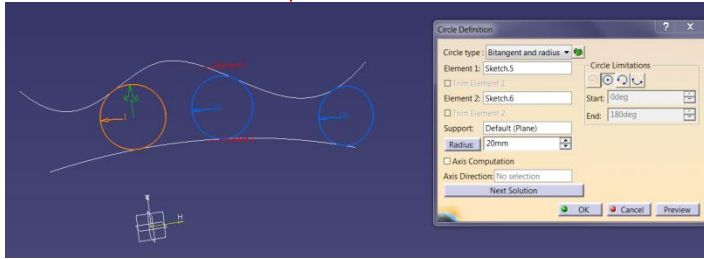 Circle Definition
? X
Circle type : Bitangent and radius
Element 1: Sketch.5
Trim Element 1
Element 2: Sketch.6
Trim Element 2
Support: Default (Plane)
Radius: 20mm
Axis Computation
Axis Direction: No selection
Next Solution
Circle Limitations
Start: 0deg
End: 180deg
OK
Cancel
Preview
1
H